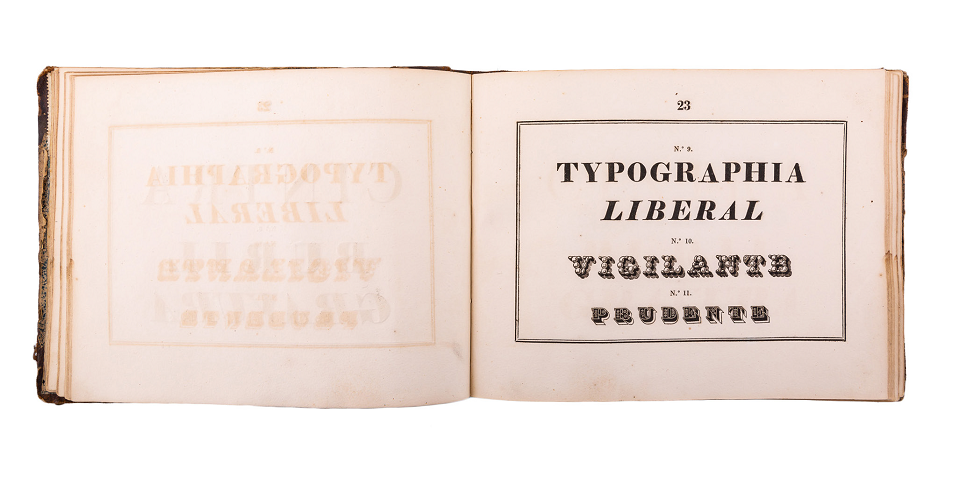 23
N.º 9.
TYPOGRAPHIA
LIBERAL
N.º 10.
VIGILANTE
N.º 11.
PRUDENTE